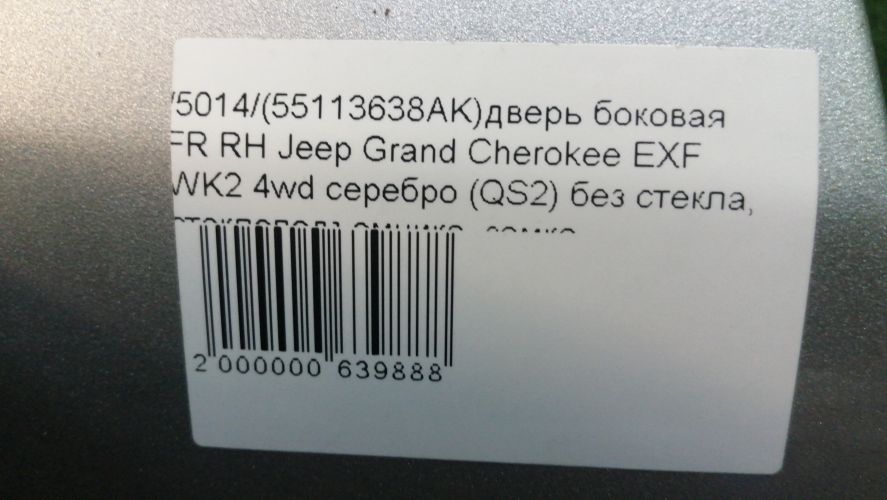 /5014/(55113638AK)дверь боковая
FR RH Jeep Grand Cherokee EXF
WK2 4wd серебро (QS2) без стекла,
2 000000 639888